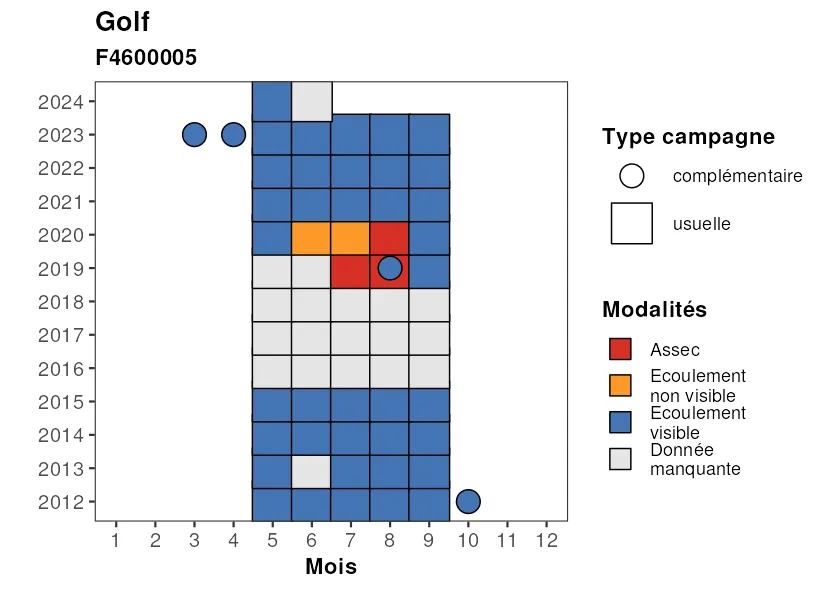 Golf
F4600005
2024
2023
2022
2021
2020
2019
2018
2017
2016
2015
2014
2013
2012
1 2 3 4 5 6 7 8 9 10 11 12
Mois
Type campagne
complémentaire
usuelle
Modalités
Assec
Ecoulement
non visible
Ecoulement
visible
Donnée
manquante